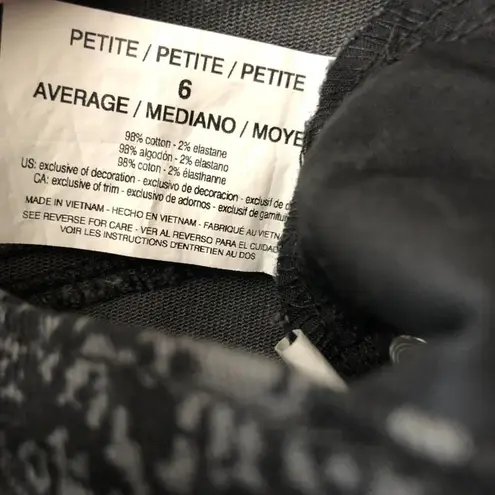 PETITE / PETITE / PETITE
6
AVERAGE / MEDIANO / MOYE
98% cotton - 2% elastane
98% algodón - 2% elastano
98% coton - 2% élasthanne
US: exclusive of decoration - exclusivo de decoracion - exclusif de
CA: exclusive of trim - exclusivo de adornos - exclusif de garnitu
MADE IN VIETNAM - HECHO EN VIETNAM - FABRIQUÉ AU VIETN
SEE REVERSE FOR CARE - VER AL REVERSO PARA EL CUIDAD
VOIR LES INSTRUCTIONS D'ENTRETIEN AU DOS